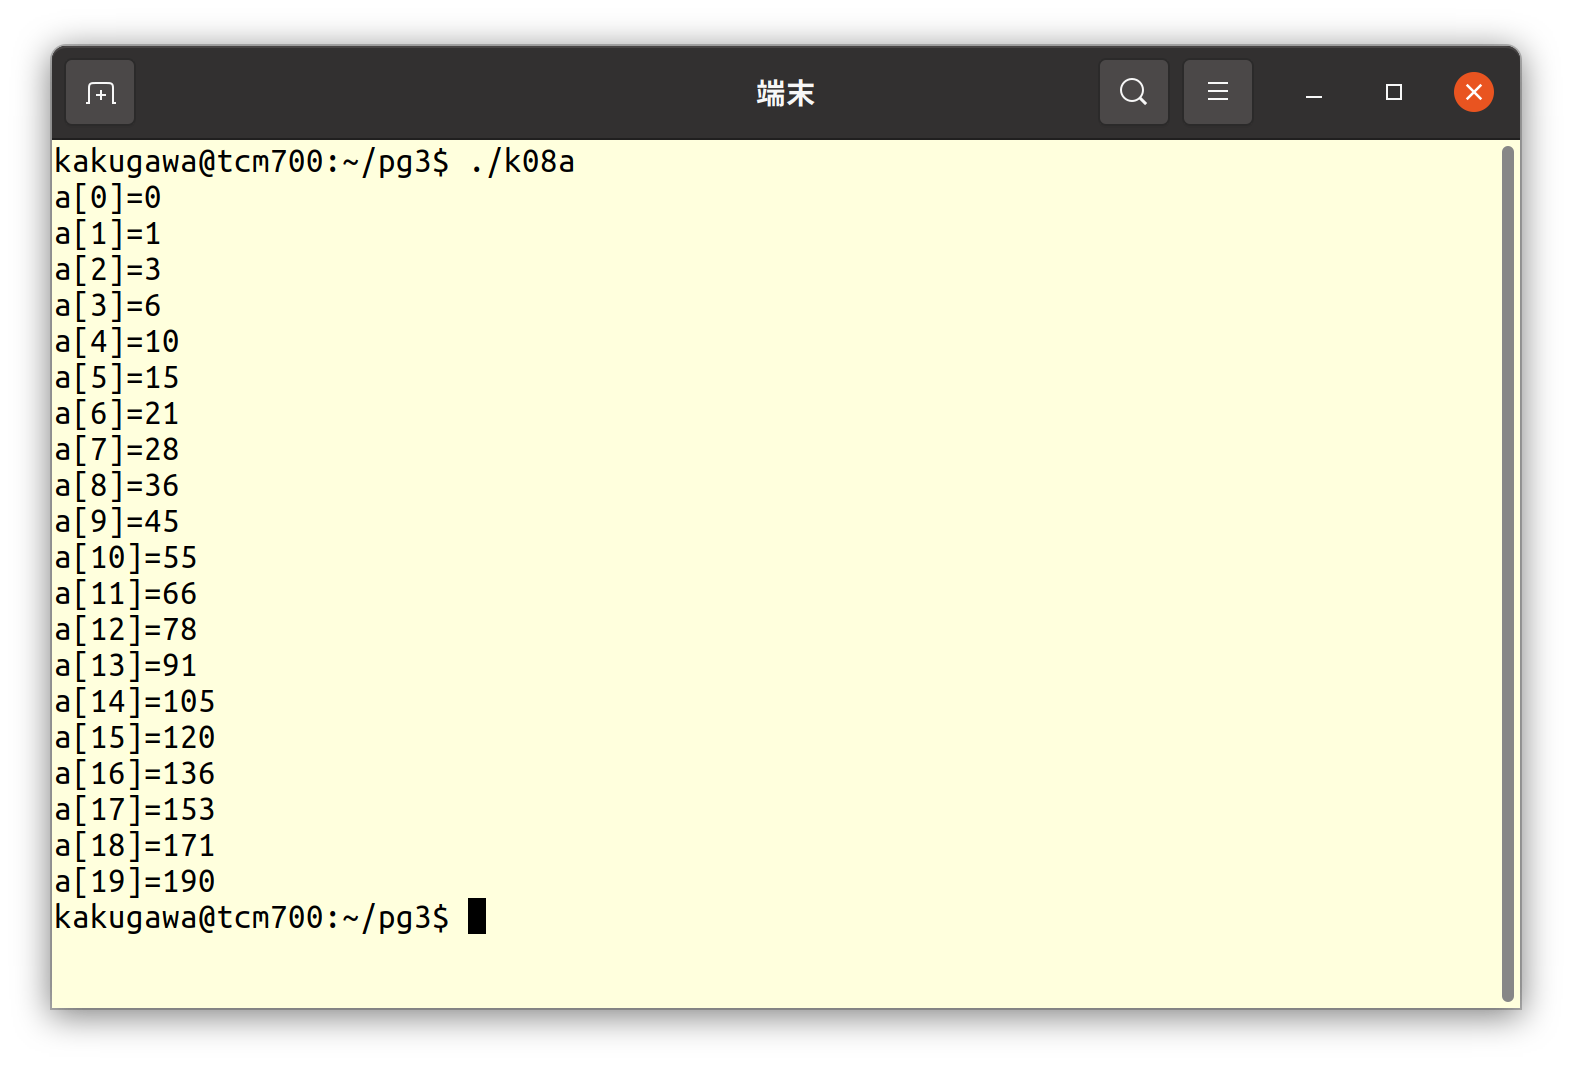 端末
kakugawa@tcm700:~/pg3$ ./k08a
a[0]=0
a[1]=1
a[2]=3
a[3]=6
a[4]=10
a[5]=15
a[6]=21
a[7]=28
a[8]=36
a[9]=45
a[10]=55
a[11]=66
a[12]=78
a[13]=91
a[14]=105
a[15]=120
a[16]=136
a[17]=153
a[18]=171
a[19]=190
kakugawa@tcm700:~/pg3$